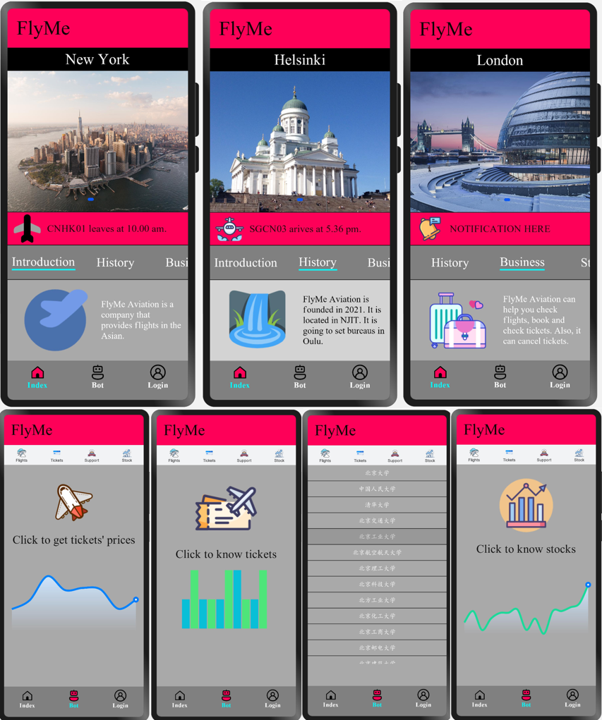 FlyMe
New York
CNHK01 leaves at 10.00 am.
Introduction History Busi
FlyMe Aviation is a
company that
provides flights in the
Asian.
Index Bot Login
FlyMe
Helsinki
SGCN03 arives at 5.36 pm.
Introduction History Busi
FlyMe Aviation is
founded in 2021. It is
located in NJIT. It is
going to set bureaus in
Oulu.
Index Bot Login
FlyMe
London
NOTIFICATION HERE
History Business St
FlyMe Aviation can
help you check
flights, book and
check tickets. Also, it
can cancel tickets.
Index Bot Login
FlyMe
Flights Tickets Support Stock
Click to get tickets' prices
Index Bot Login
FlyMe
Flights Tickets Support Stock
Click to know tickets
Index Bot Login
FlyMe
Flights Tickets Support Stock
北京大学
中国人民大学
清华大学
北京交通大学
北京工业大学
北京航空航天大学
北京理工大学
北京科技大学
北方工业大学
北京化工大学
北京工商大学
北京邮电大学
Index Bot Login
FlyMe
Flights Tickets Support Stock
Click to know stocks
Index Bot Login